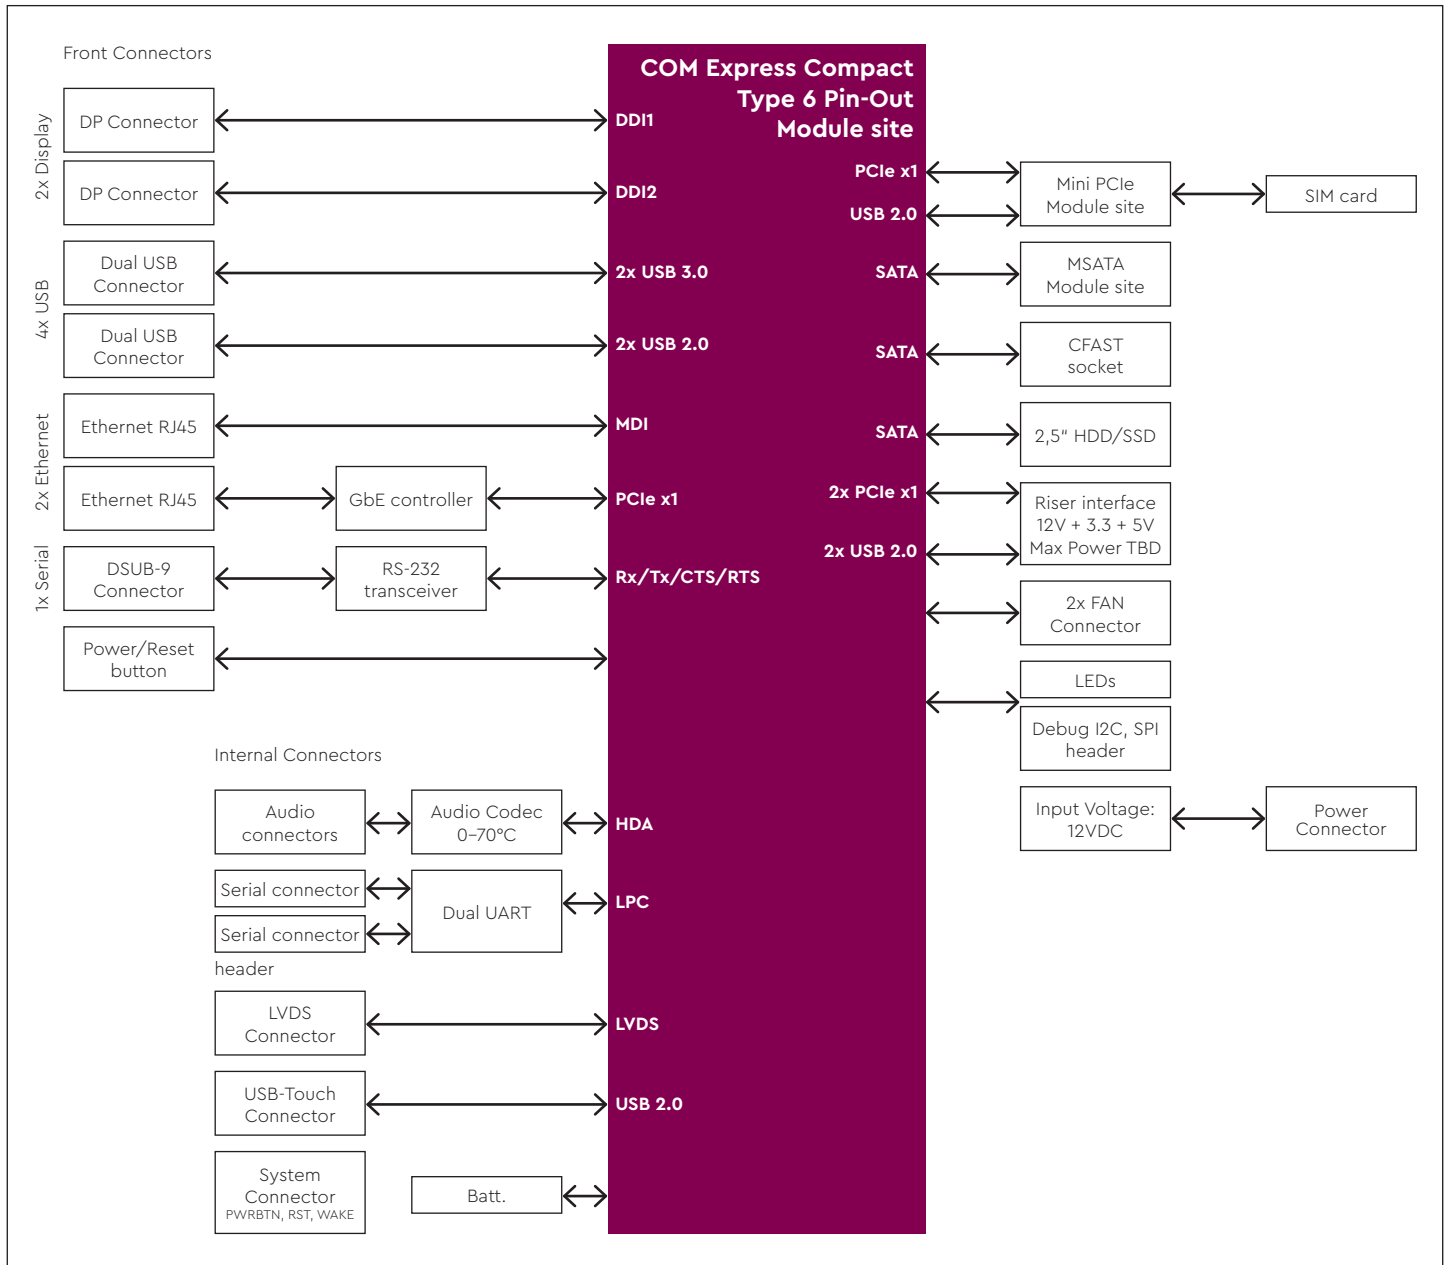 Front Connectors
COM Express Compact
Type 6 Pin-Out
Module site
2x Display
DP Connector
DDI1
DP Connector
DDI2
4x USB
Dual USB
Connector
2x USB 3.0
Dual USB
Connector
2x USB 2.0
2x Ethernet
Ethernet RJ45
MDI
Ethernet RJ45
GbE controller
PCIe x1
1x Serial
DSUB-9
Connector
RS-232
transceiver
Rx/Tx/CTS/RTS
Power/Reset
button
PCIe x1
USB 2.0
Mini PCIe
Module site
SIM card
SATA
MSATA
Module site
SATA
CFAST
socket
SATA
2,5“ HDD/SSD
2x PCIe x1
2x USB 2.0
Riser interface
12V + 3.3 + 5V
Max Power TBD
2x FAN
Connector
LEDs
Debug I2C, SPI
header
Input Voltage:
12VDC
Power
Connector
Internal Connectors
Audio
connectors
Audio Codec
0–70°C
HDA
Serial connector
Serial connector
Dual UART
LPC
header
LVDS
Connector
LVDS
USB-Touch
Connector
USB 2.0
System
Connector
PWRBTN, RST, WAKE
Batt.